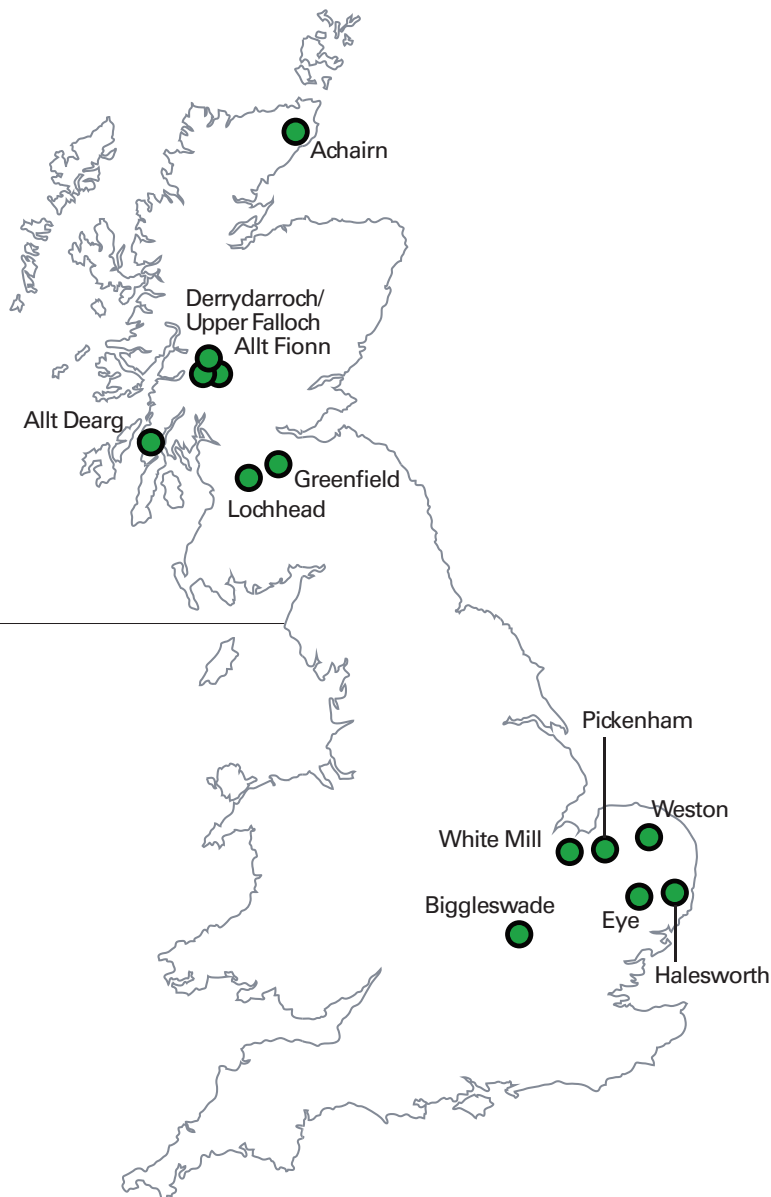 Achairn
Derrydarroch/
Upper Falloch
Allt Fionn
Allt Dearg
Greenfield
Lochhead
Pickenham
Weston
White Mill
Biggleswade
Eye
Halesworth